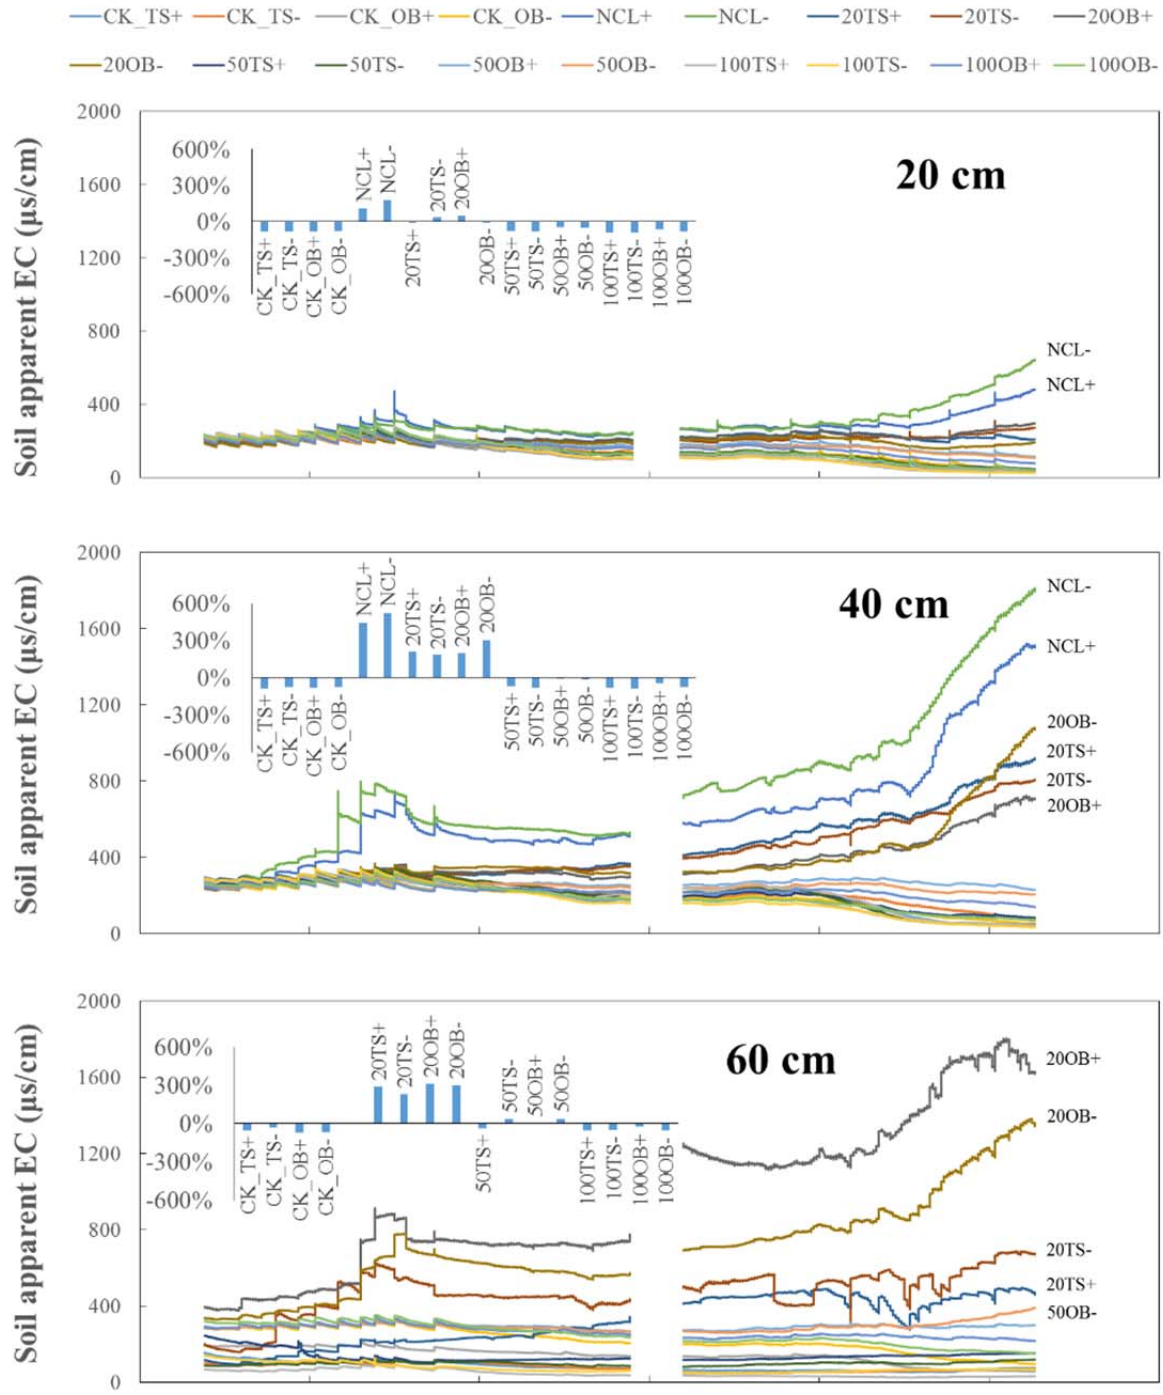 CK_TS+ CK_TS- CK_OB+ CK_OB- NCL+ NCL- 20TS+ 20TS- 20OB+
20OB- 50TS+ 50TS- 50OB+ 50OB- 100TS+ 100TS- 100OB+ 100OB-
Soil apparent EC (μs/cm)
2000
1600
1200
800
400
0
600%
300%
0%
-300%
-600%
CK_TS+
CK_TS-
CK_OB+
CK_OB-
NCL+
NCL-
20TS+
20TS-
20OB+
20OB-
50TS+
50TS-
50OB+
50OB-
100TS+
100TS-
100OB+
100OB-
20 cm
NCL-
NCL+
Soil apparent EC (μs/cm)
2000
1600
1200
800
400
0
600%
300%
0%
-300%
-600%
CK_TS+
CK_TS-
CK_OB+
CK_OB-
NCL+
NCL-
20TS+
20TS-
20OB+
20OB-
50TS+
50TS-
50OB+
50OB-
100TS+
100TS-
100OB+
100OB-
40 cm
NCL-
NCL+
20OB-
20TS+
20TS-
20OB+
Soil apparent EC (μs/cm)
2000
1600
1200
800
400
0
600%
300%
0%
-300%
-600%
CK_TS+
CK_TS-
CK_OB+
CK_OB-
20TS+
20TS-
20OB+
20OB-
50TS+
50TS-
50OB+
50OB-
100TS+
100TS-
100OB+
100OB-
60 cm
20OB+
20OB-
20TS-
20TS+
50OB-